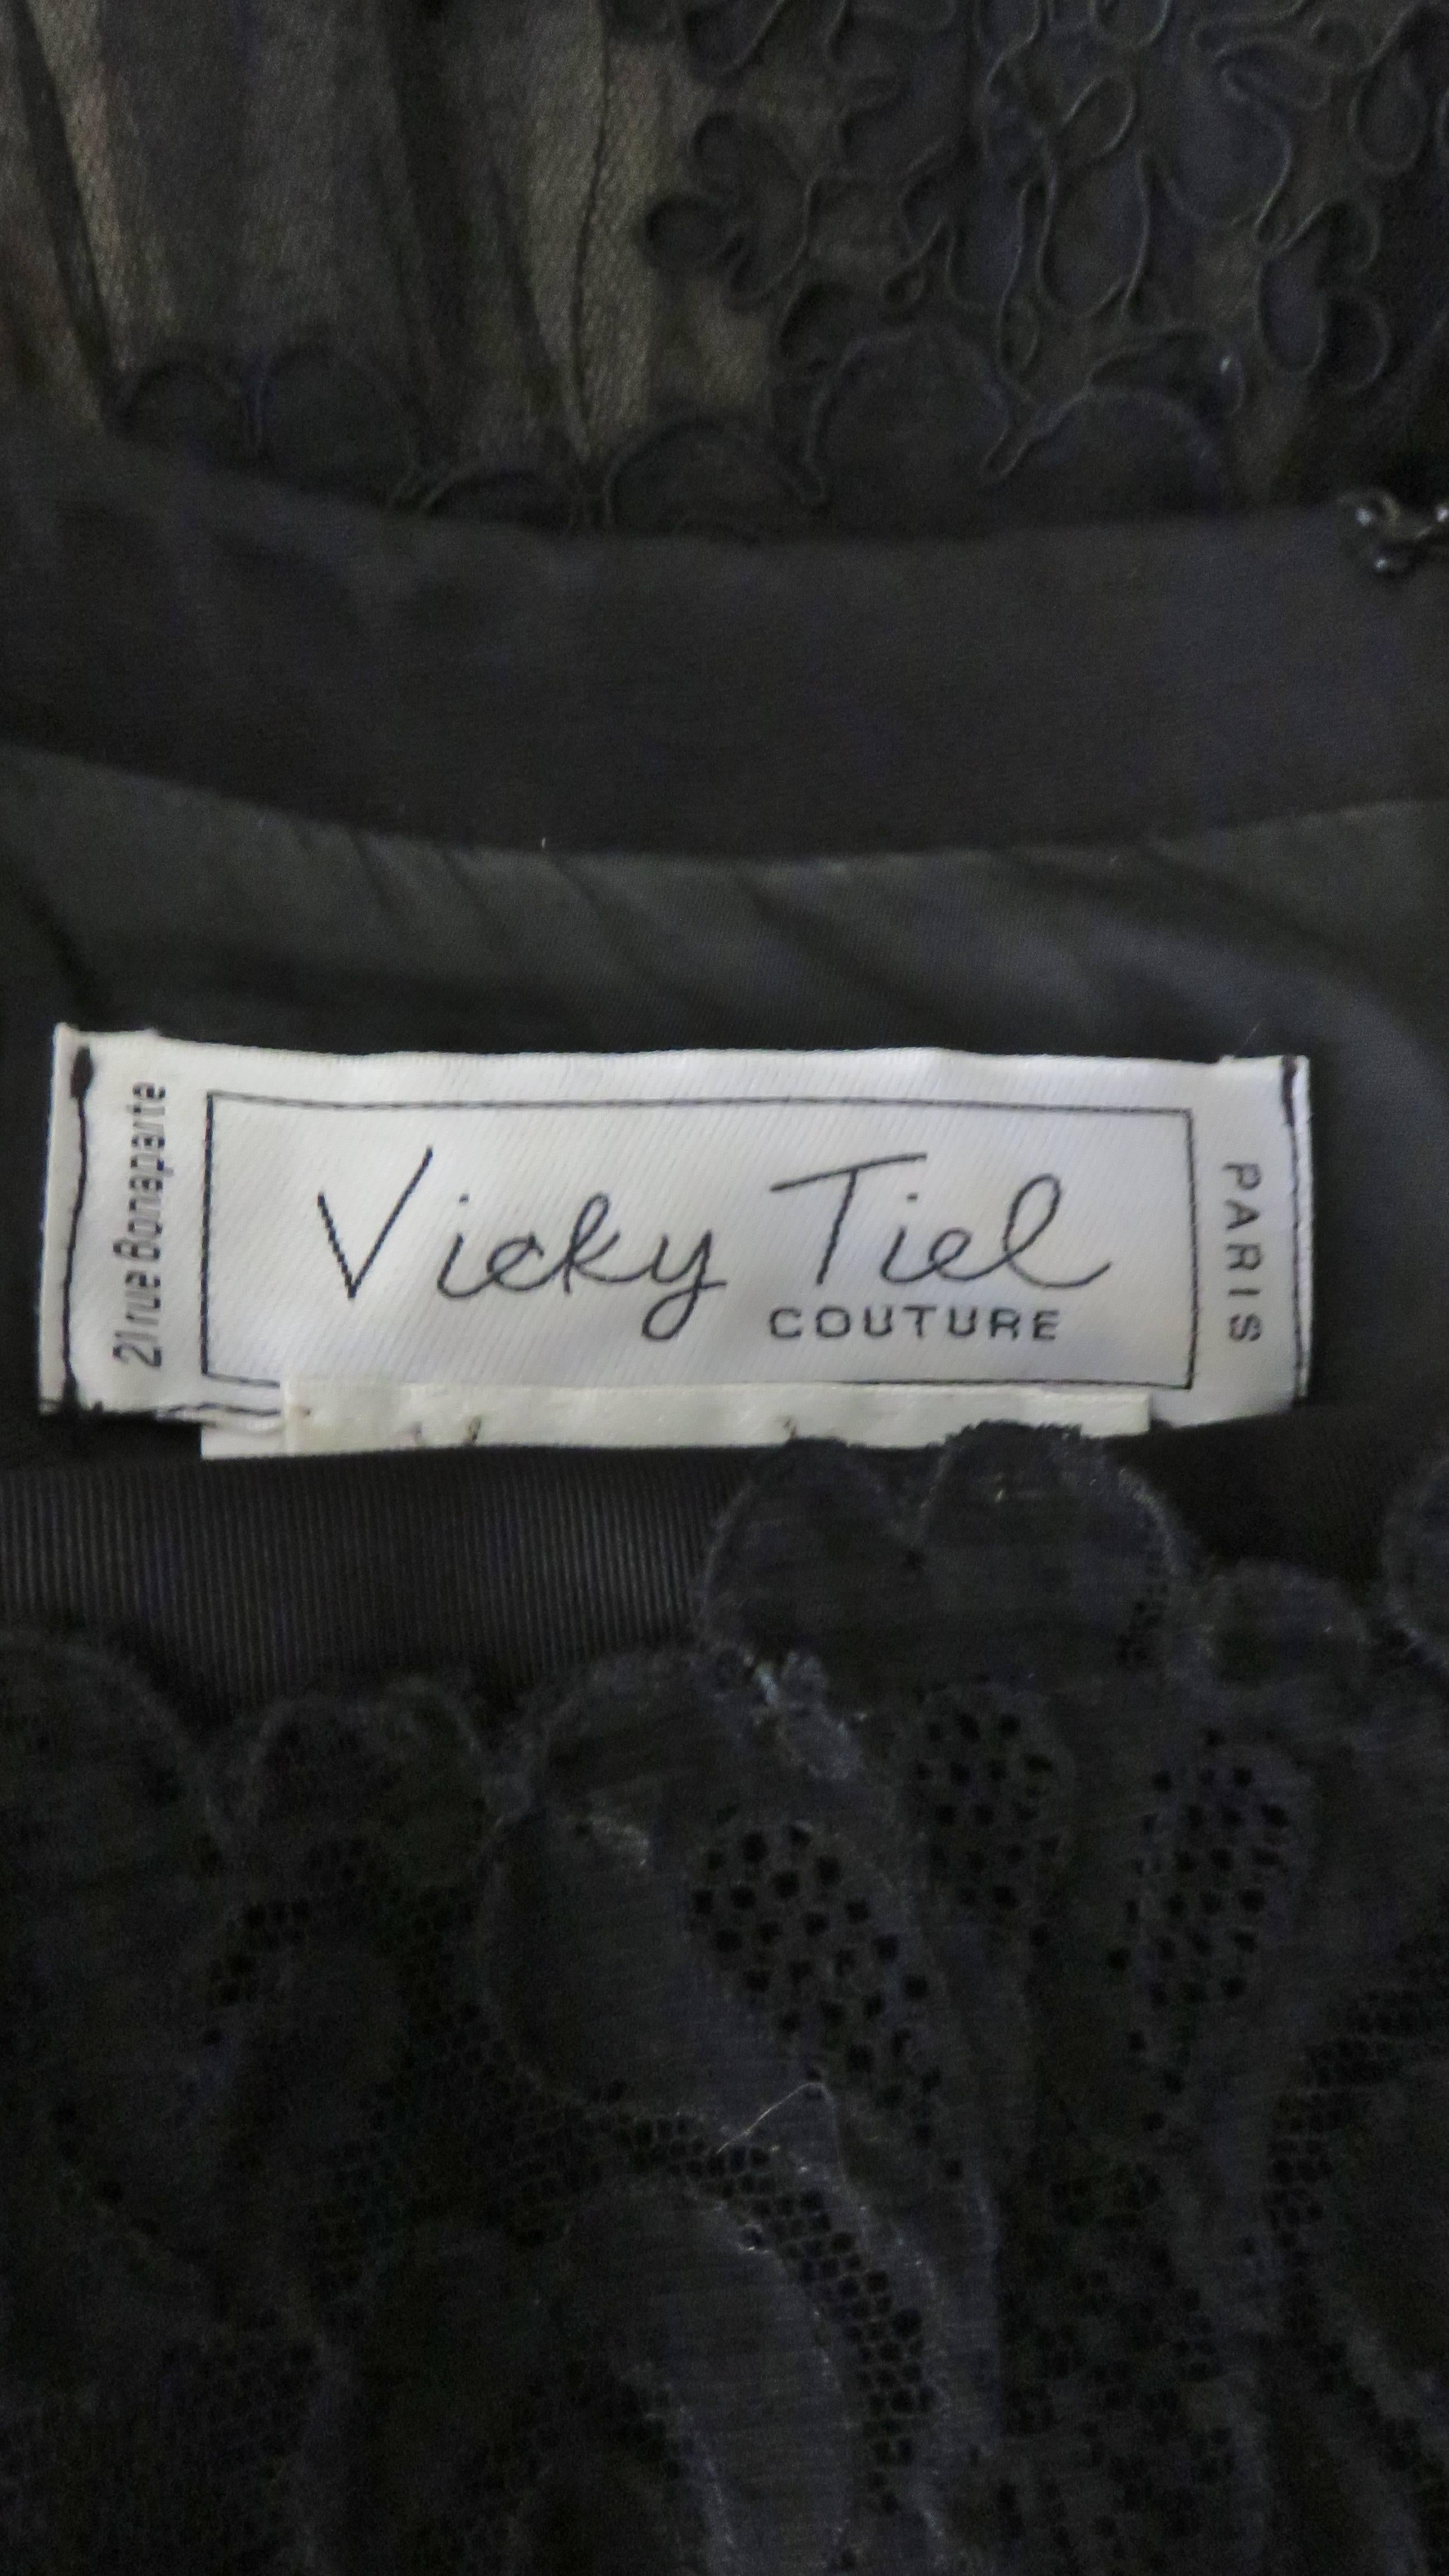 21 rue Bonaparte
Vicky Tiel
COUTURE
PARIS